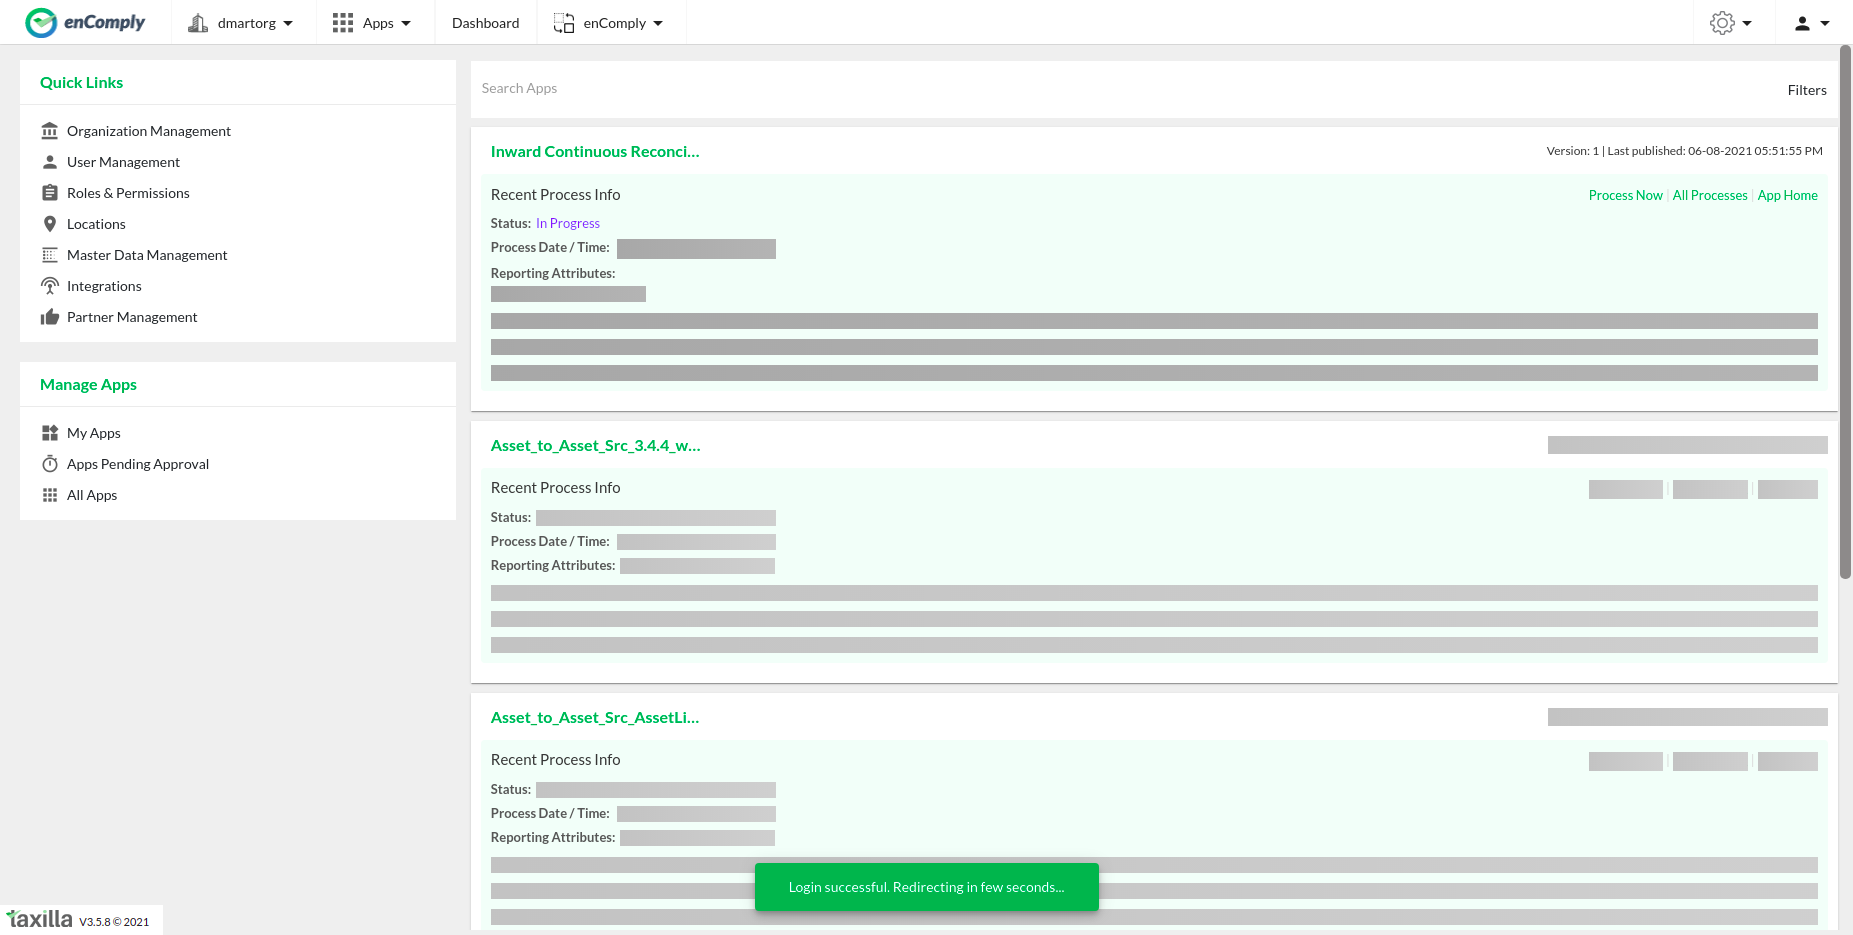 enComply
dmartorg
Apps
Dashboard
enComply
Quick Links
Organization Management
User Management
Roles & Permissions
Locations
Master Data Management
Integrations
Partner Management
Manage Apps
My Apps
Apps Pending Approval
All Apps
Search Apps
Filters
Inward Continuous Reconci...
Version: 1 | Last published: 06-08-2021 05:51:55 PM
Recent Process Info
Process Now | All Processes | App Home
Status: In Progress
Process Date / Time:
Reporting Attributes:
Asset_to_Asset_Src_3.4.4_w...
Recent Process Info
Status:
Process Date / Time:
Reporting Attributes:
Asset_to_Asset_Src_AssetLi...
Recent Process Info
Status:
Process Date / Time:
Reporting Attributes:
Login successful. Redirecting in few seconds...
taxilla V3.5.8 © 2021